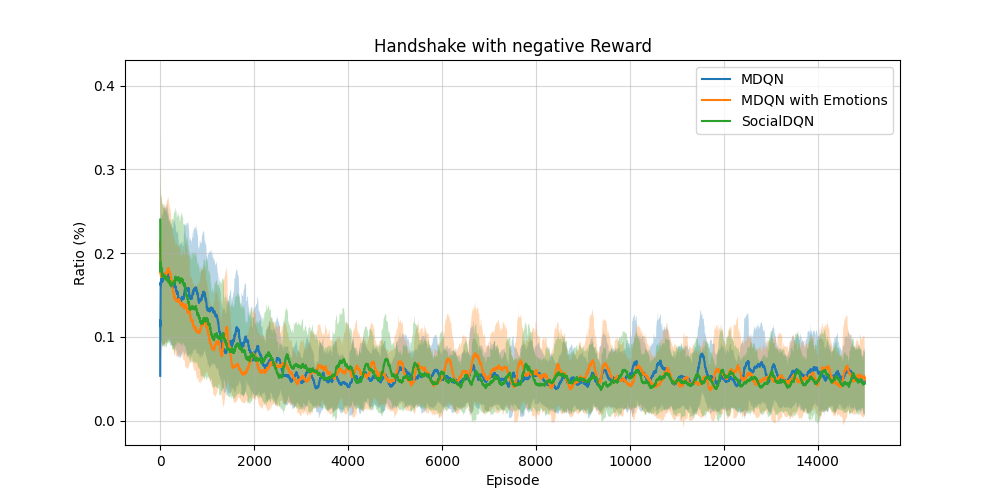 Handshake with negative Reward
MDQN
MDQN with Emotions
SocialDQN
Ratio (%)
0.4
0.3
0.2
0.1
0.0
0 2000 4000 6000 8000 10000 12000 14000
Episode